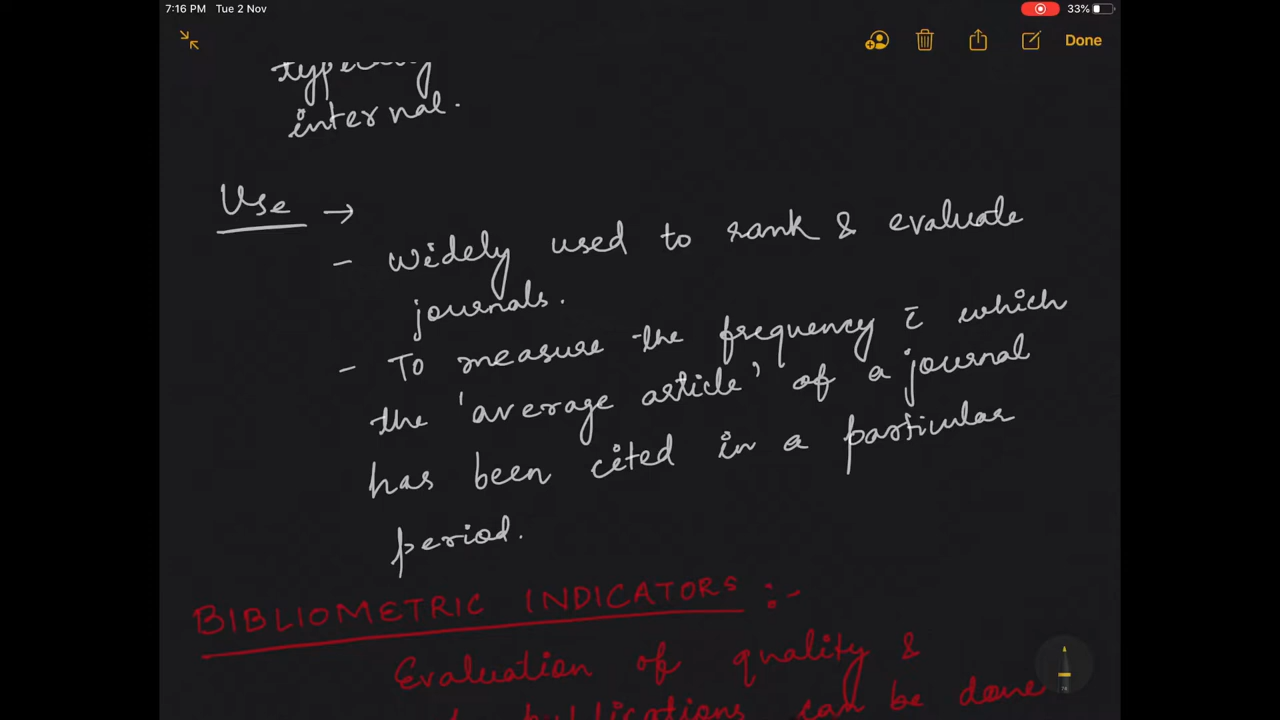 7:16 PM Tue 2 Nov
33%
Done
internal.
Use →
- Widely used to rank & evaluate
journals.
- To measure the frequency c̄ which
the 'average article' of a journal
has been cited in a particular
period.
BIBLIOMETRIC INDICATORS :-
Evaluation of quality &
publications can be done